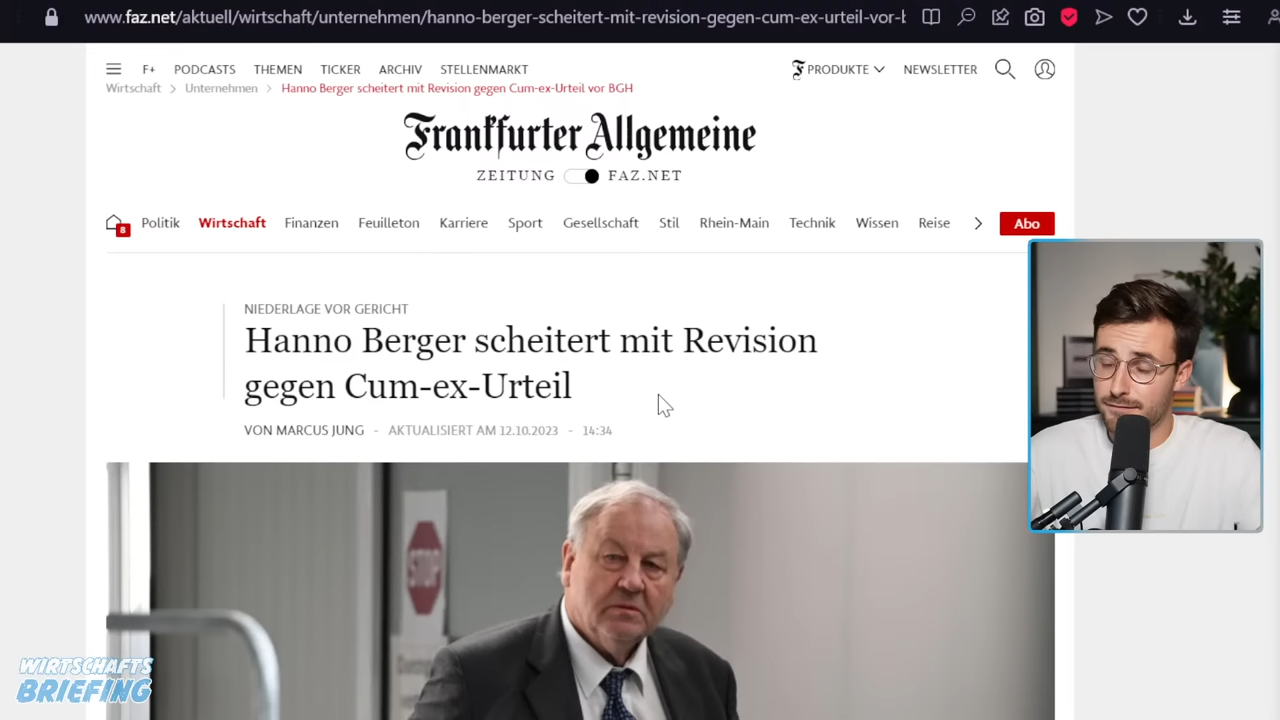 www.faz.net/aktuell/wirtschaft/unternehmen/hanno-berger-scheitert-mit-revision-gegen-cum-ex-urteil-vor-b
F+ PODCASTS THEMEN TICKER ARCHIV STELLENMARKT PRODUKTE NEWSLETTER
Wirtschaft > Unternehmen > Hanno Berger scheitert mit Revision gegen Cum-ex-Urteil vor BGH
Frankfurter Allgemeine
ZEITUNG FAZ.NET
8 Politik Wirtschaft Finanzen Feuilleton Karriere Sport Gesellschaft Stil Rhein-Main Technik Wissen Reise > Abo
NIEDERLAGE VOR GERICHT
Hanno Berger scheitert mit Revision
gegen Cum-ex-Urteil
VON MARCUS JUNG - AKTUALISIERT AM 12.10.2023 - 14:34
STOP
WIRTSCHAFTS
BRIEFING